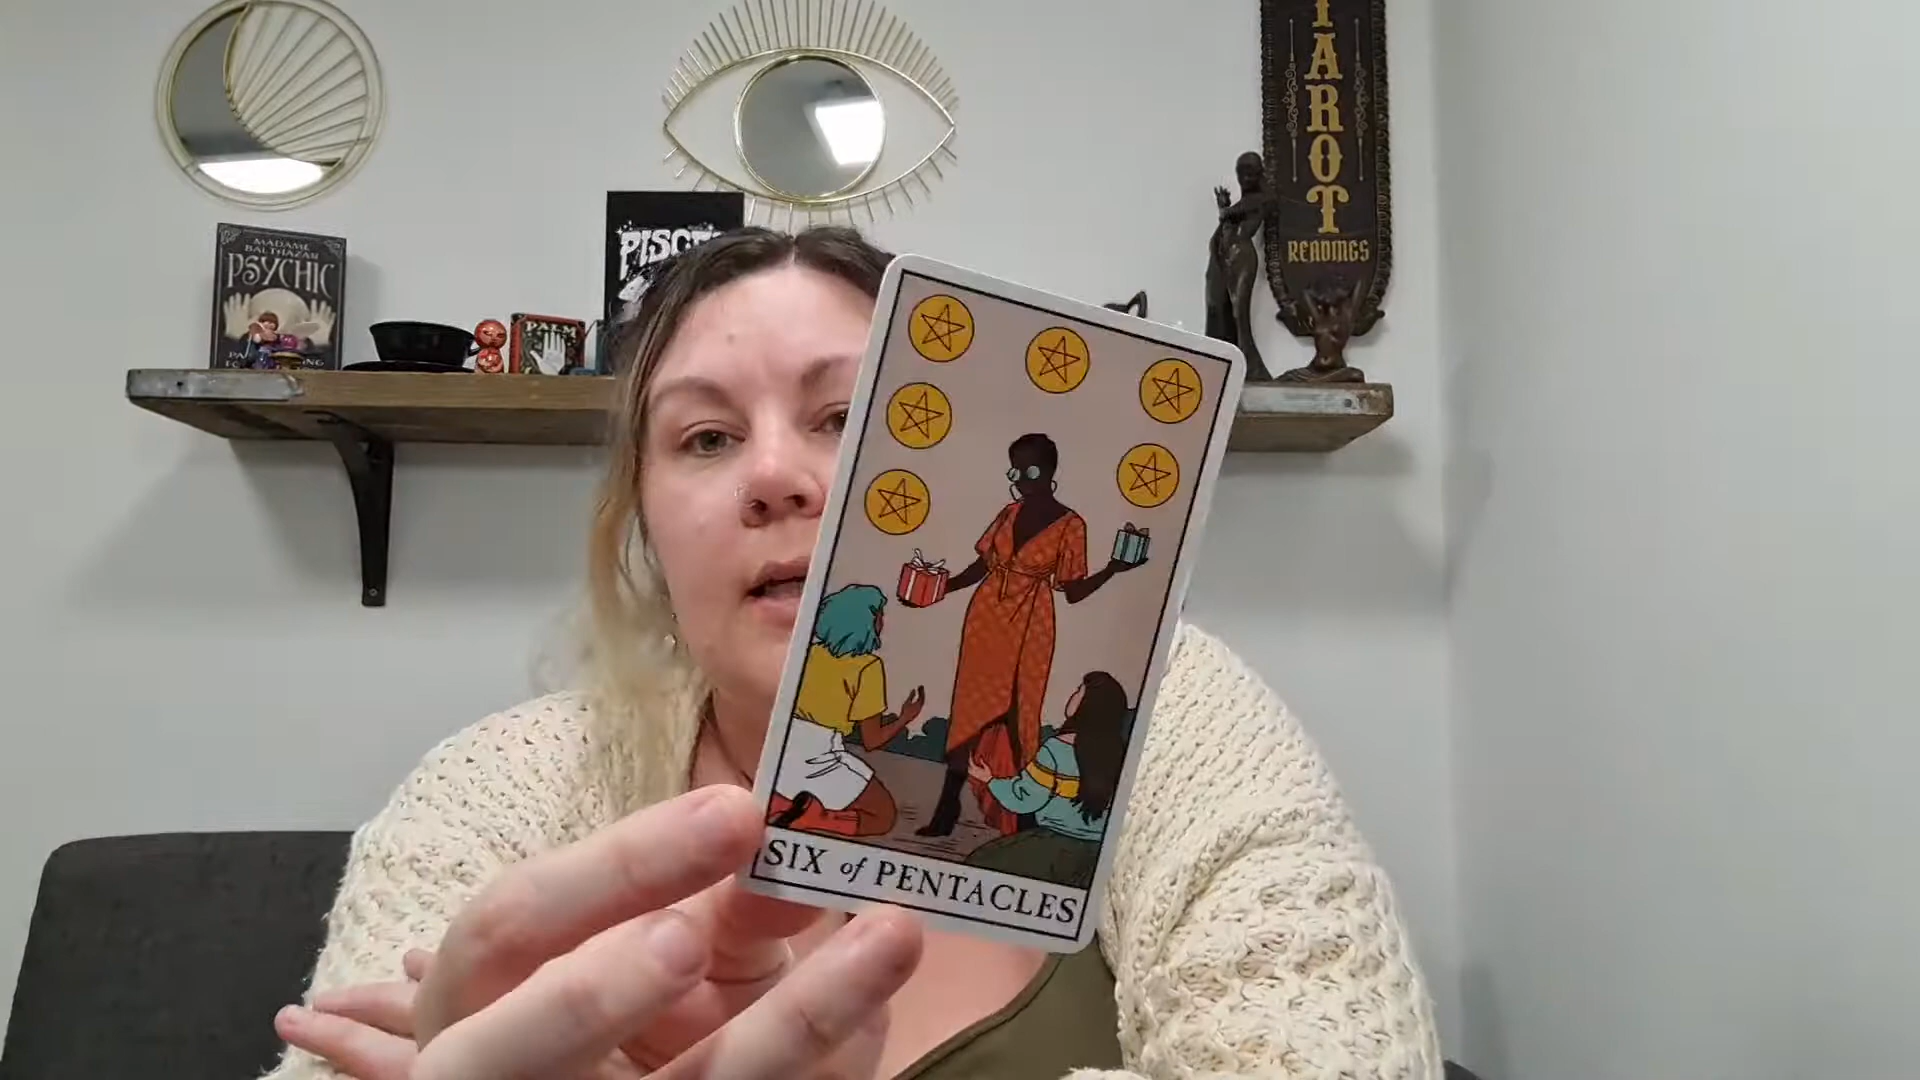 TAROT
READINGS
MADAME
BALTHAZAR
PSYCHIC
PALM
SIX of PENTACLES